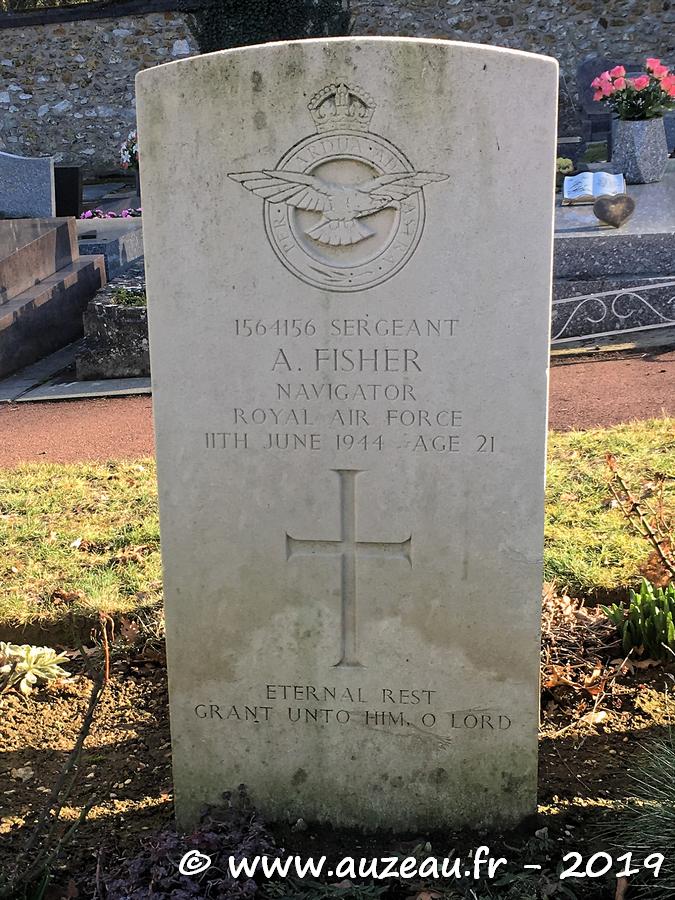 PER ARDUA AD ASTRA
1564156 SERGEANT
A. FISHER
NAVIGATOR
ROYAL AIR FORCE
11TH JUNE 1944 AGE 21
ETERNAL REST
GRANT UNTO HIM, O LORD
© www.auzeau.fr - 2019